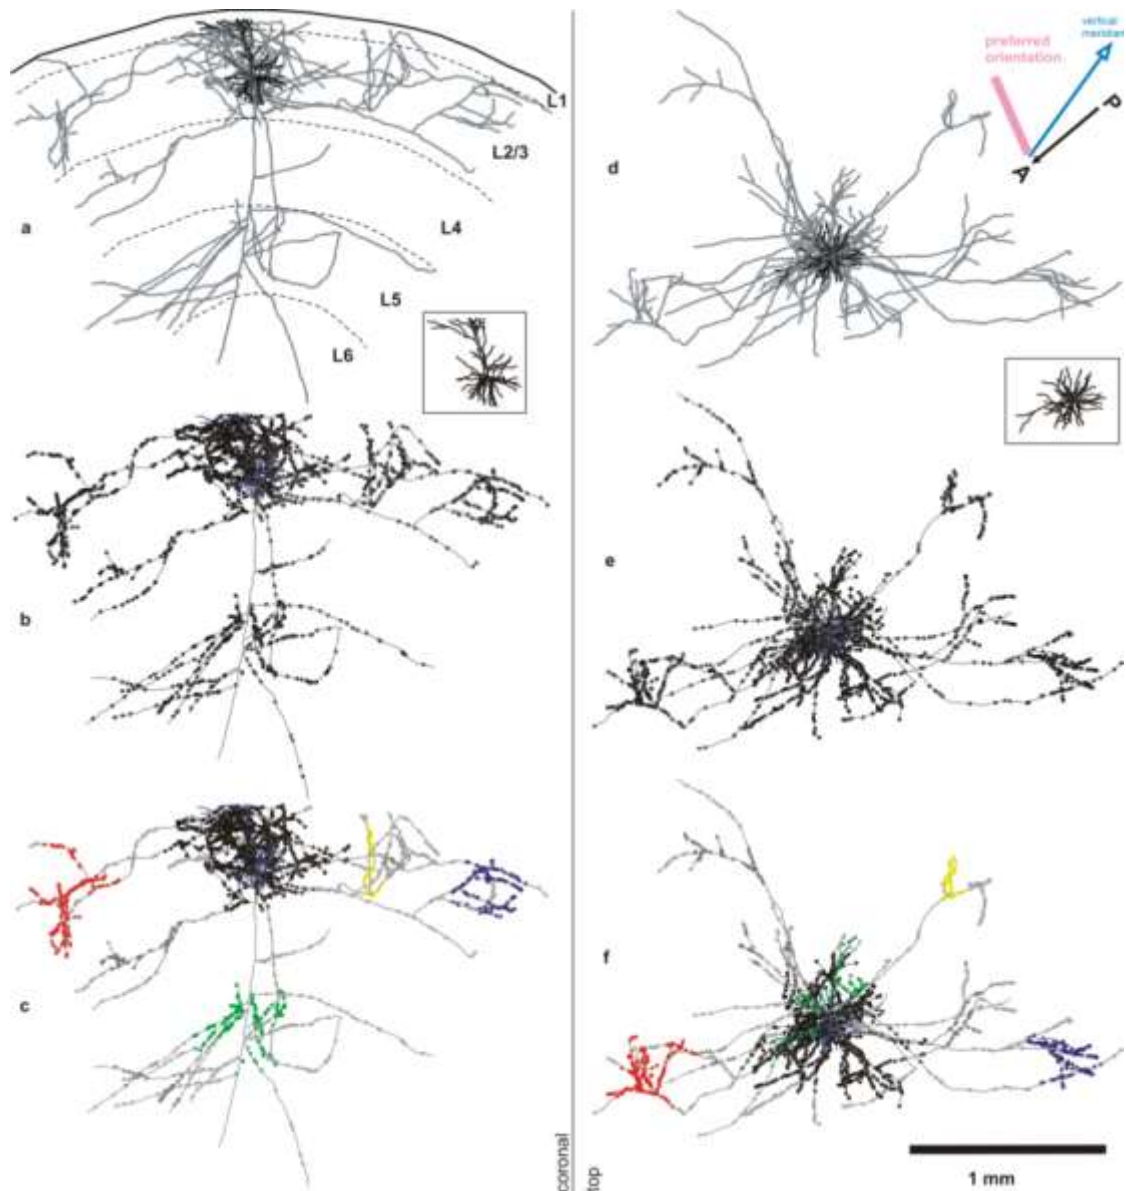 L1
L2/3
a
L4
L5
L6
b
c
coronal
preferred
orientation
vertical
meridian
P
A
d
e
f
top
1 mm